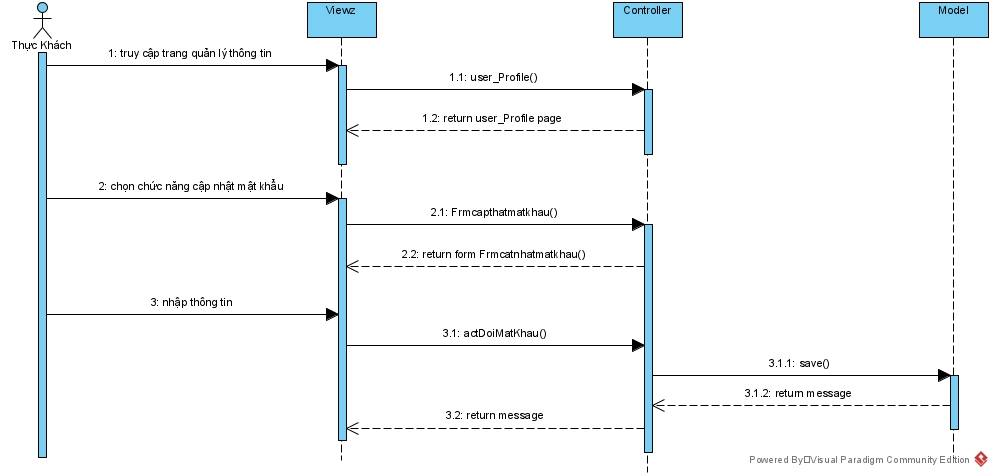 Viewz
Controller
Model
Thực Khách
1: truy cập trang quản lý thông tin
1.1: user_Profile()
1.2: return user_Profile page
2: chọn chức năng cập nhật mật khẩu
2.1: Frmcapthatmatkhau()
2.2: return form Frmcatnhatmatkhau()
3: nhập thông tin
3.1: actDoiMatKhau()
3.1.1: save()
3.1.2: return message
3.2: return message
Powered By Visual Paradigm Community Edition